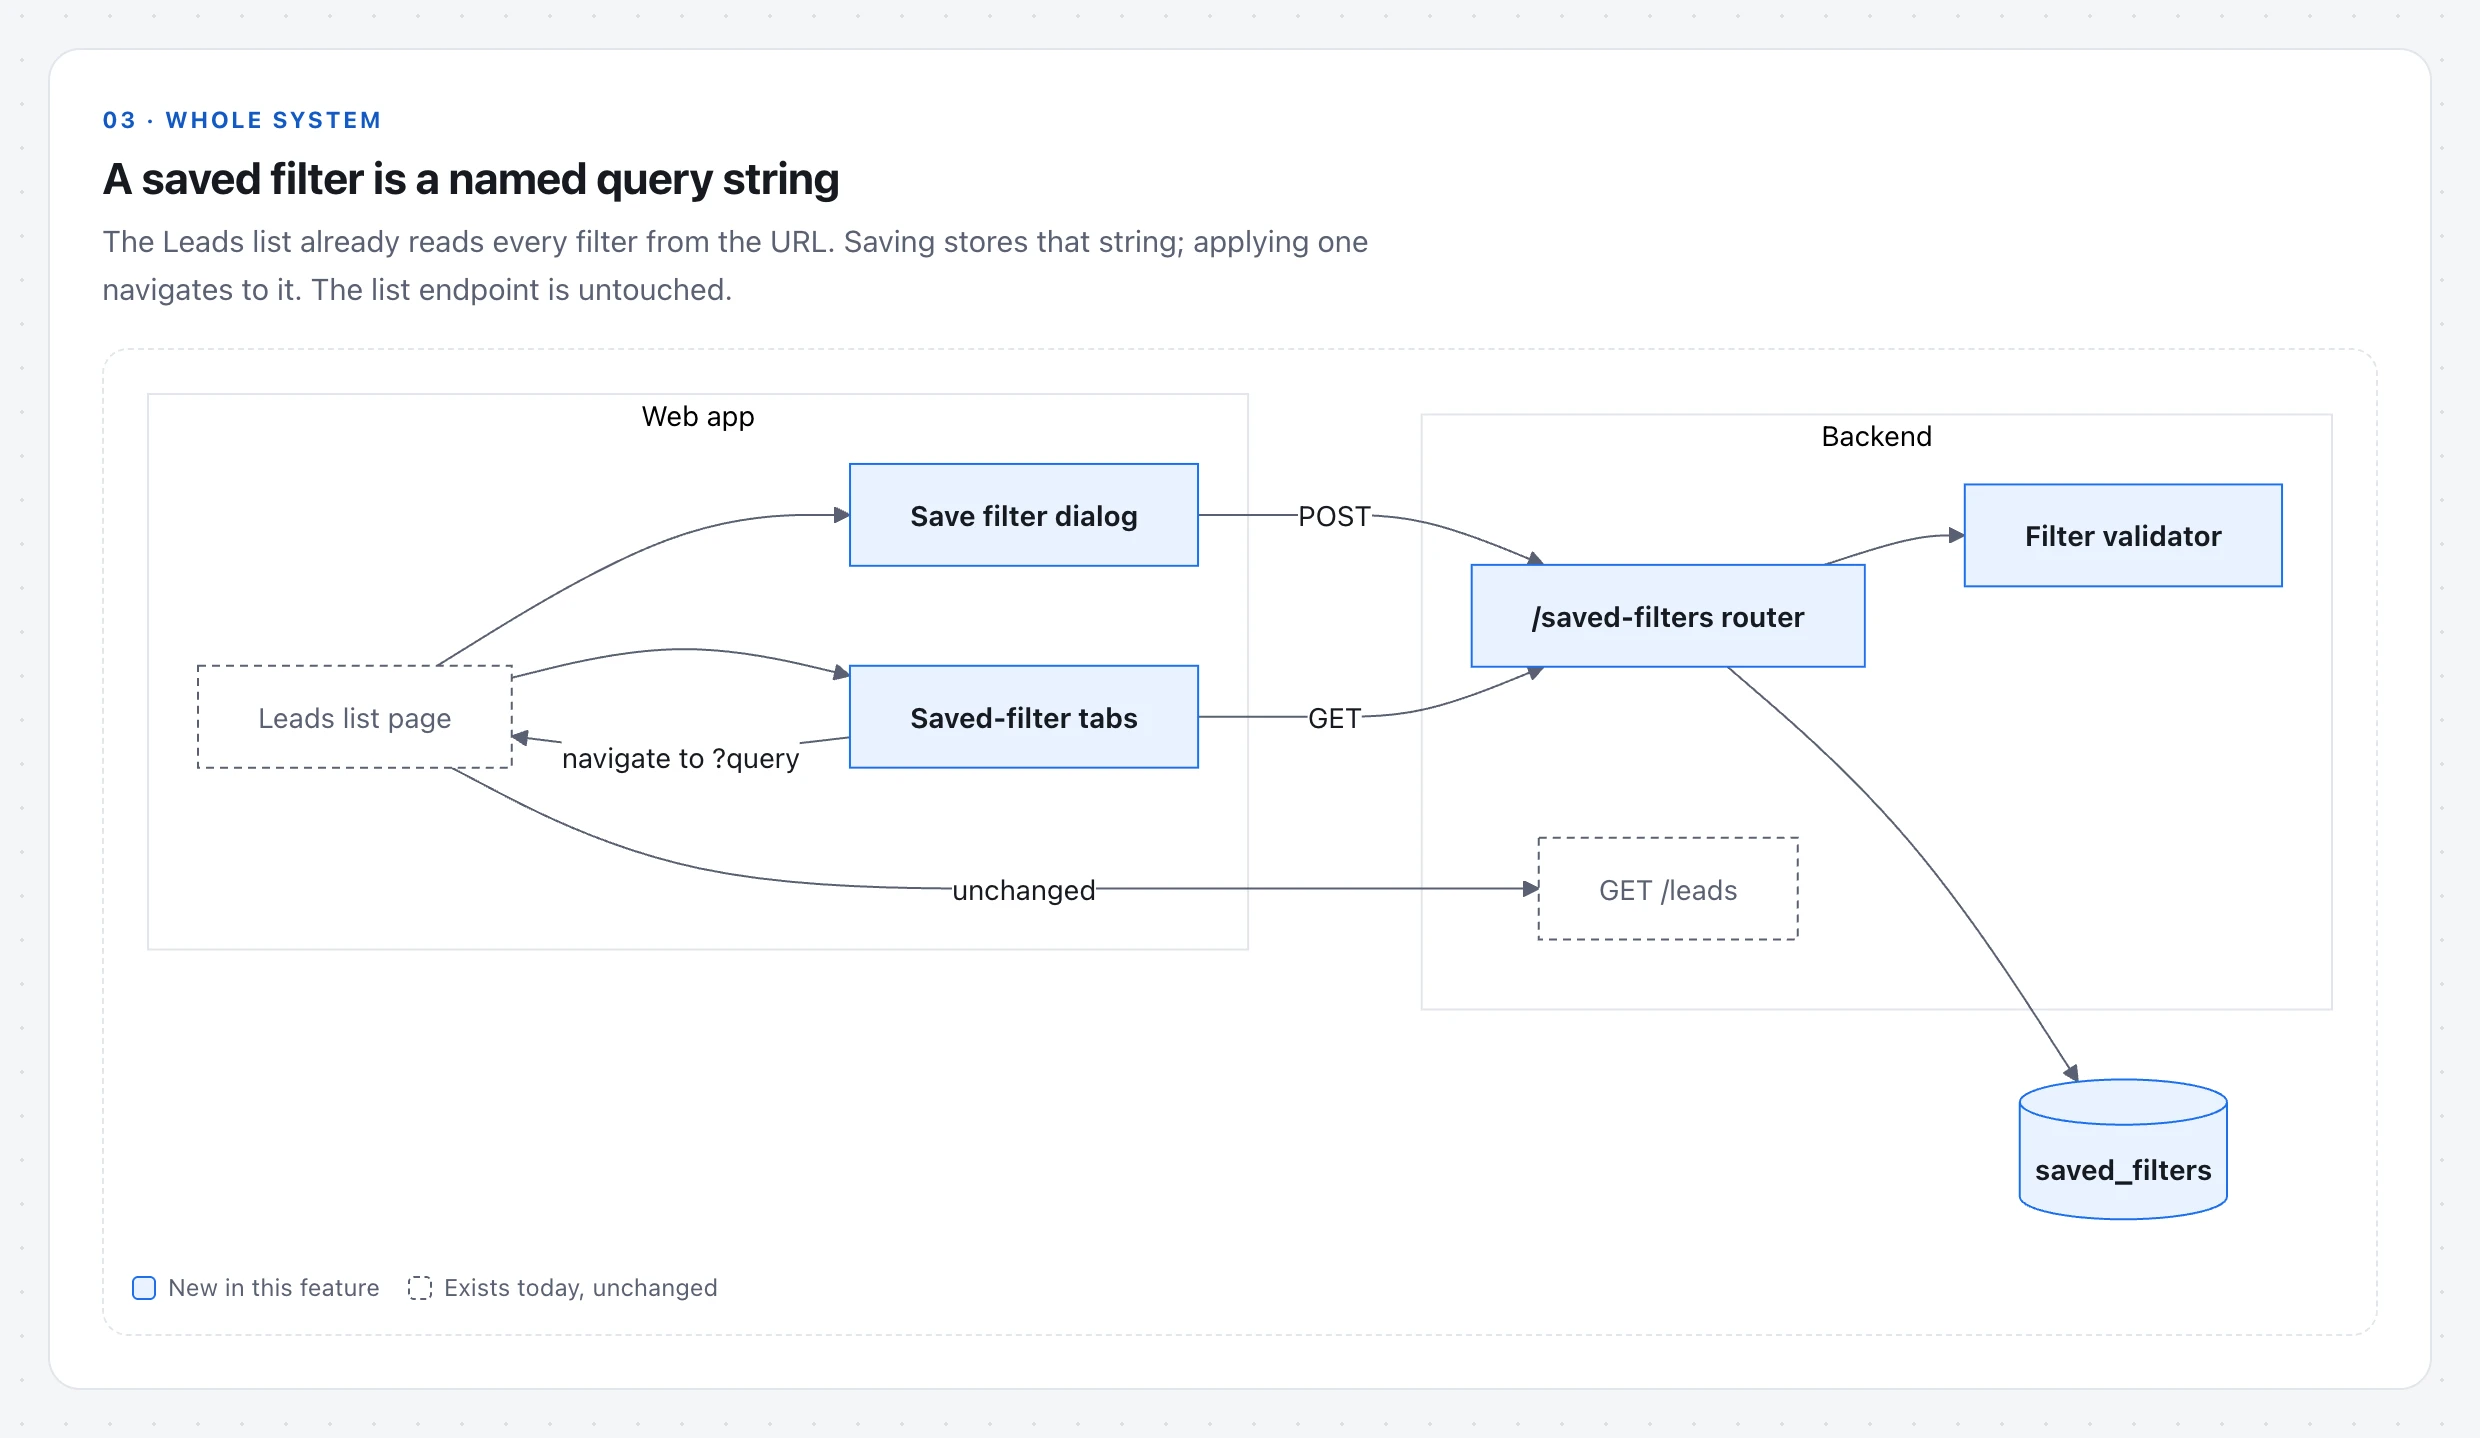 03 · WHOLE SYSTEM
A saved filter is a named query string
The Leads list already reads every filter from the URL. Saving stores that string; applying one
navigates to it. The list endpoint is untouched.
Web app
Backend
Save filter dialog
POST
Filter validator
/saved-filters router
Leads list page
Saved-filter tabs
GET
navigate to ?query
unchanged
GET /leads
saved_filters
New in this feature
Exists today, unchanged